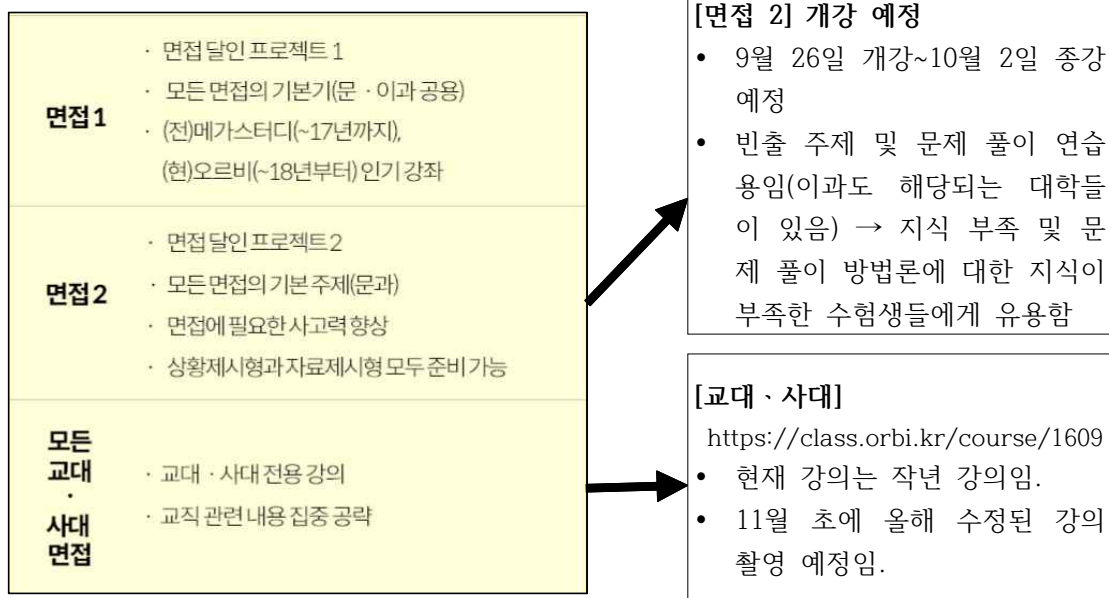 면접 1
· 면접 달인 프로젝트 1
· 모든 면접의 기본기(문 · 이과 공용)
· (전)메가스터디(~17년까지),
(현)오르비(~18년부터) 인기 강좌
면접 2
· 면접 달인 프로젝트 2
· 모든 면접의 기본 주제(문과)
· 면접에 필요한 사고력 향상
· 상황제시형과 자료제시형 모두 준비 가능
모든
교대
·
사대
면접
· 교대 · 사대 전용 강의
· 교직 관련 내용 집중 공략
[면접 2] 개강 예정
• 9월 26일 개강~10월 2일 종강
예정
• 빈출 주제 및 문제 풀이 연습
용임(이과도 해당되는 대학들
이 있음) → 지식 부족 및 문
제 풀이 방법론에 대한 지식이
부족한 수험생들에게 유용함
[교대 · 사대]
https://class.orbi.kr/course/1609
• 현재 강의는 작년 강의임.
• 11월 초에 올해 수정된 강의
촬영 예정임.